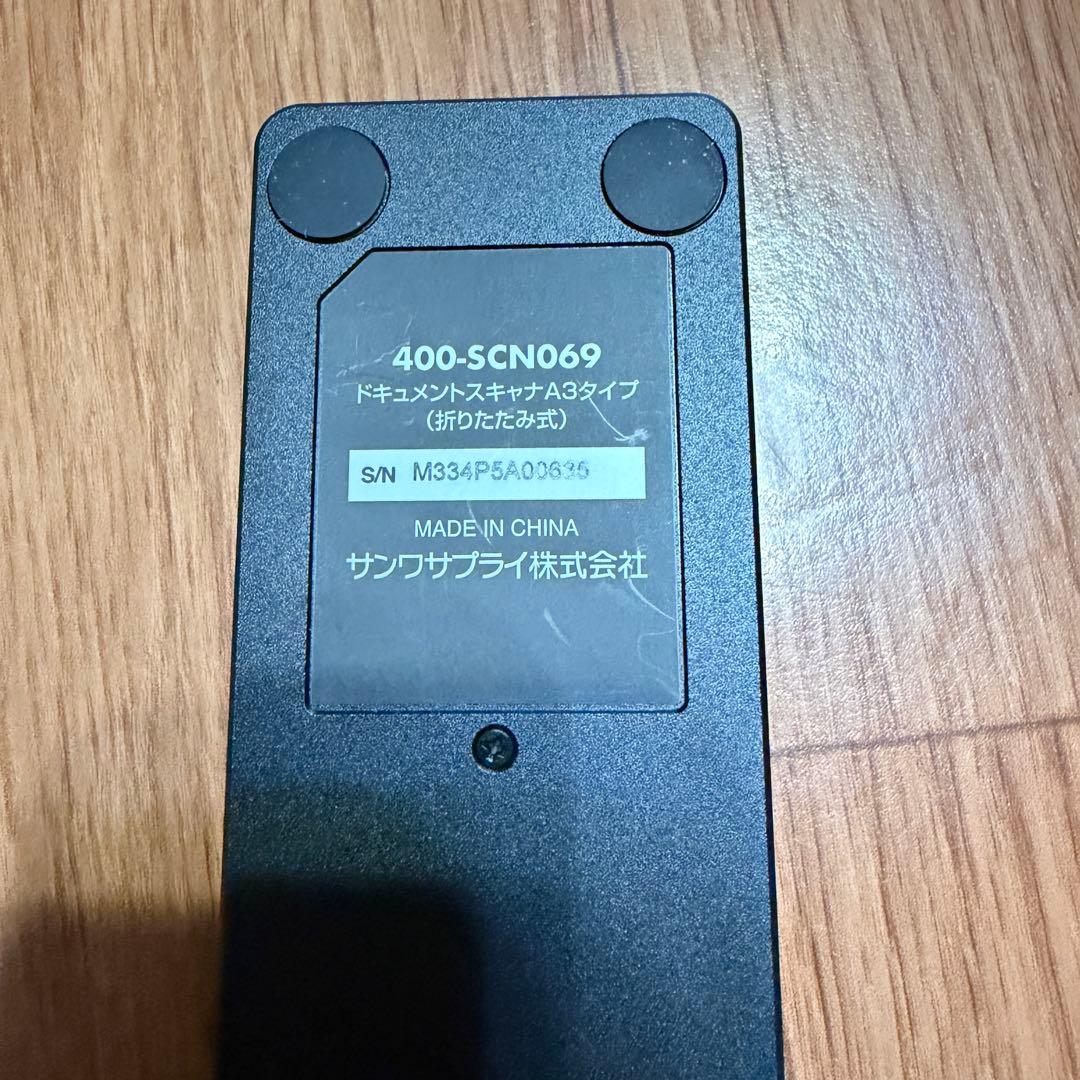 400-SCN069
ドキュメントスキャナA3タイプ
(折りたたみ式)
S/N M334P5A00635
MADE IN CHINA
サンワサプライ株式会社